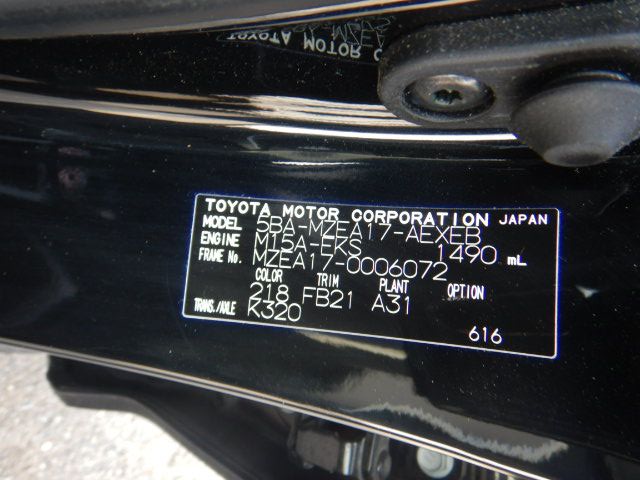 TOYOTA MOTOR CORPORATION JAPAN
MODEL 5BA-MZEA17-AEXEB
ENGINE M15A-EKS 1490 mL
FRAME No. MZEA17-0006072
COLOR TRIM PLANT OPTION
218 FB21 A31
TRANS./AXLE K320
616